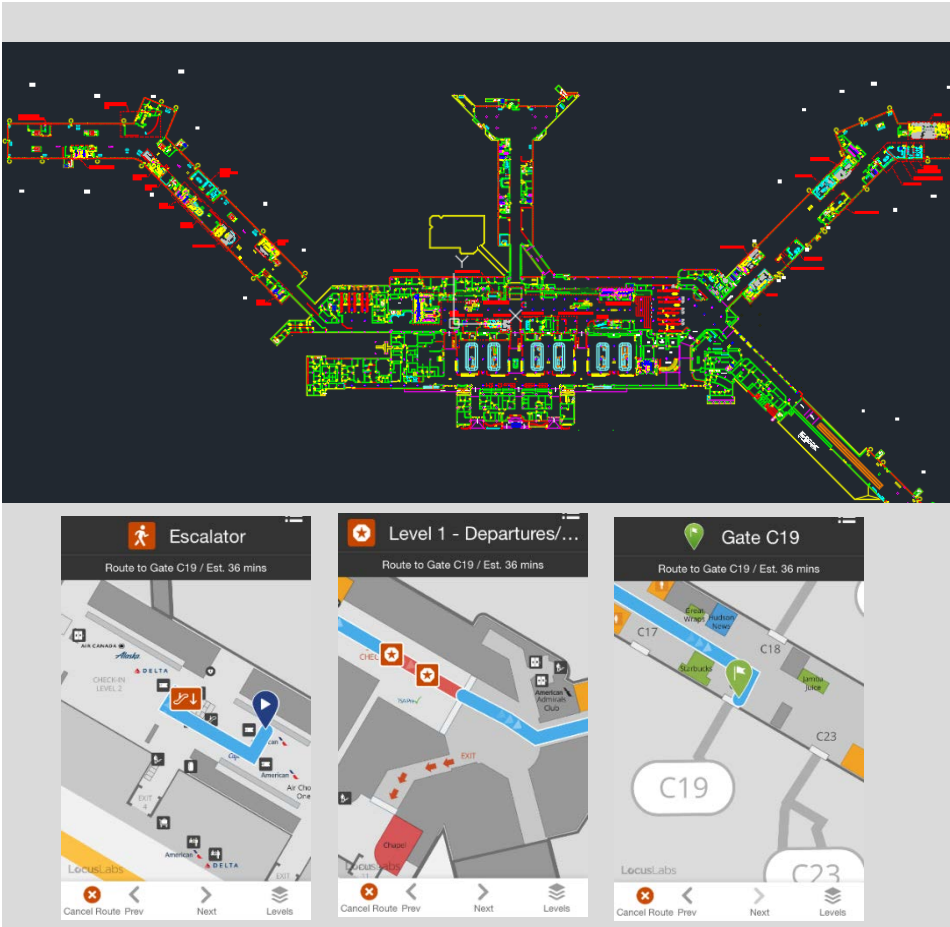 Y
X
Escalator
Route to Gate C19 / Est. 36 mins
AIR CANADA
Alaska
DELTA
CHECK-IN
LEVEL 2
American
Air Cho
One
EXIT
4
American
DELTA
EXIT
LocusLabs
Cancel Route Prev Next Levels
Level 1 - Departures/...
Route to Gate C19 / Est. 36 mins
CHEC
American
Admirals
Club
EXIT
Chapel
LocusLabs
Cancel Route Prev Next Levels
Gate C19
Route to Gate C19 / Est. 36 mins
Green
Wraps
Hudson
News
C17
C18
Starbucks
Jamba
Juice
C23
C19
C23
LocusLabs
Cancel Route Prev Next Levels